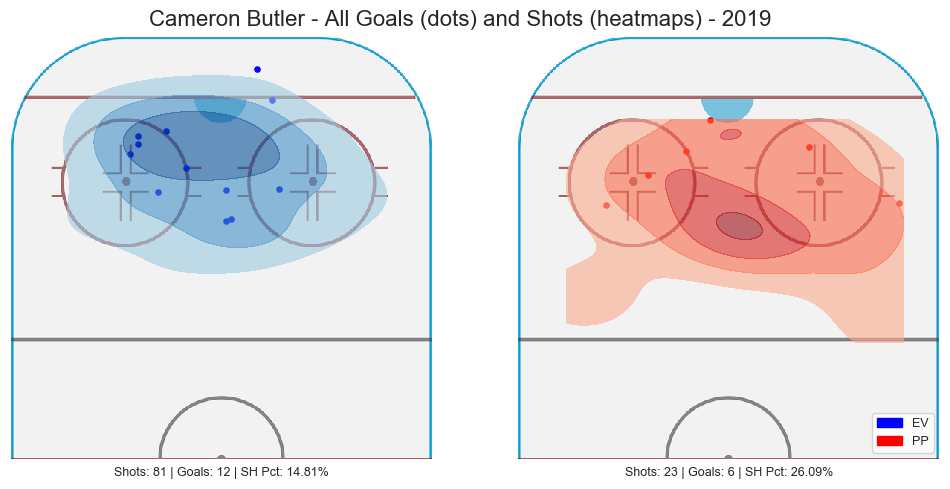 Cameron Butler - All Goals (dots) and Shots (heatmaps) - 2019
EV
PP
Shots: 81 | Goals: 12 | SH Pct: 14.81%
Shots: 23 | Goals: 6 | SH Pct: 26.09%